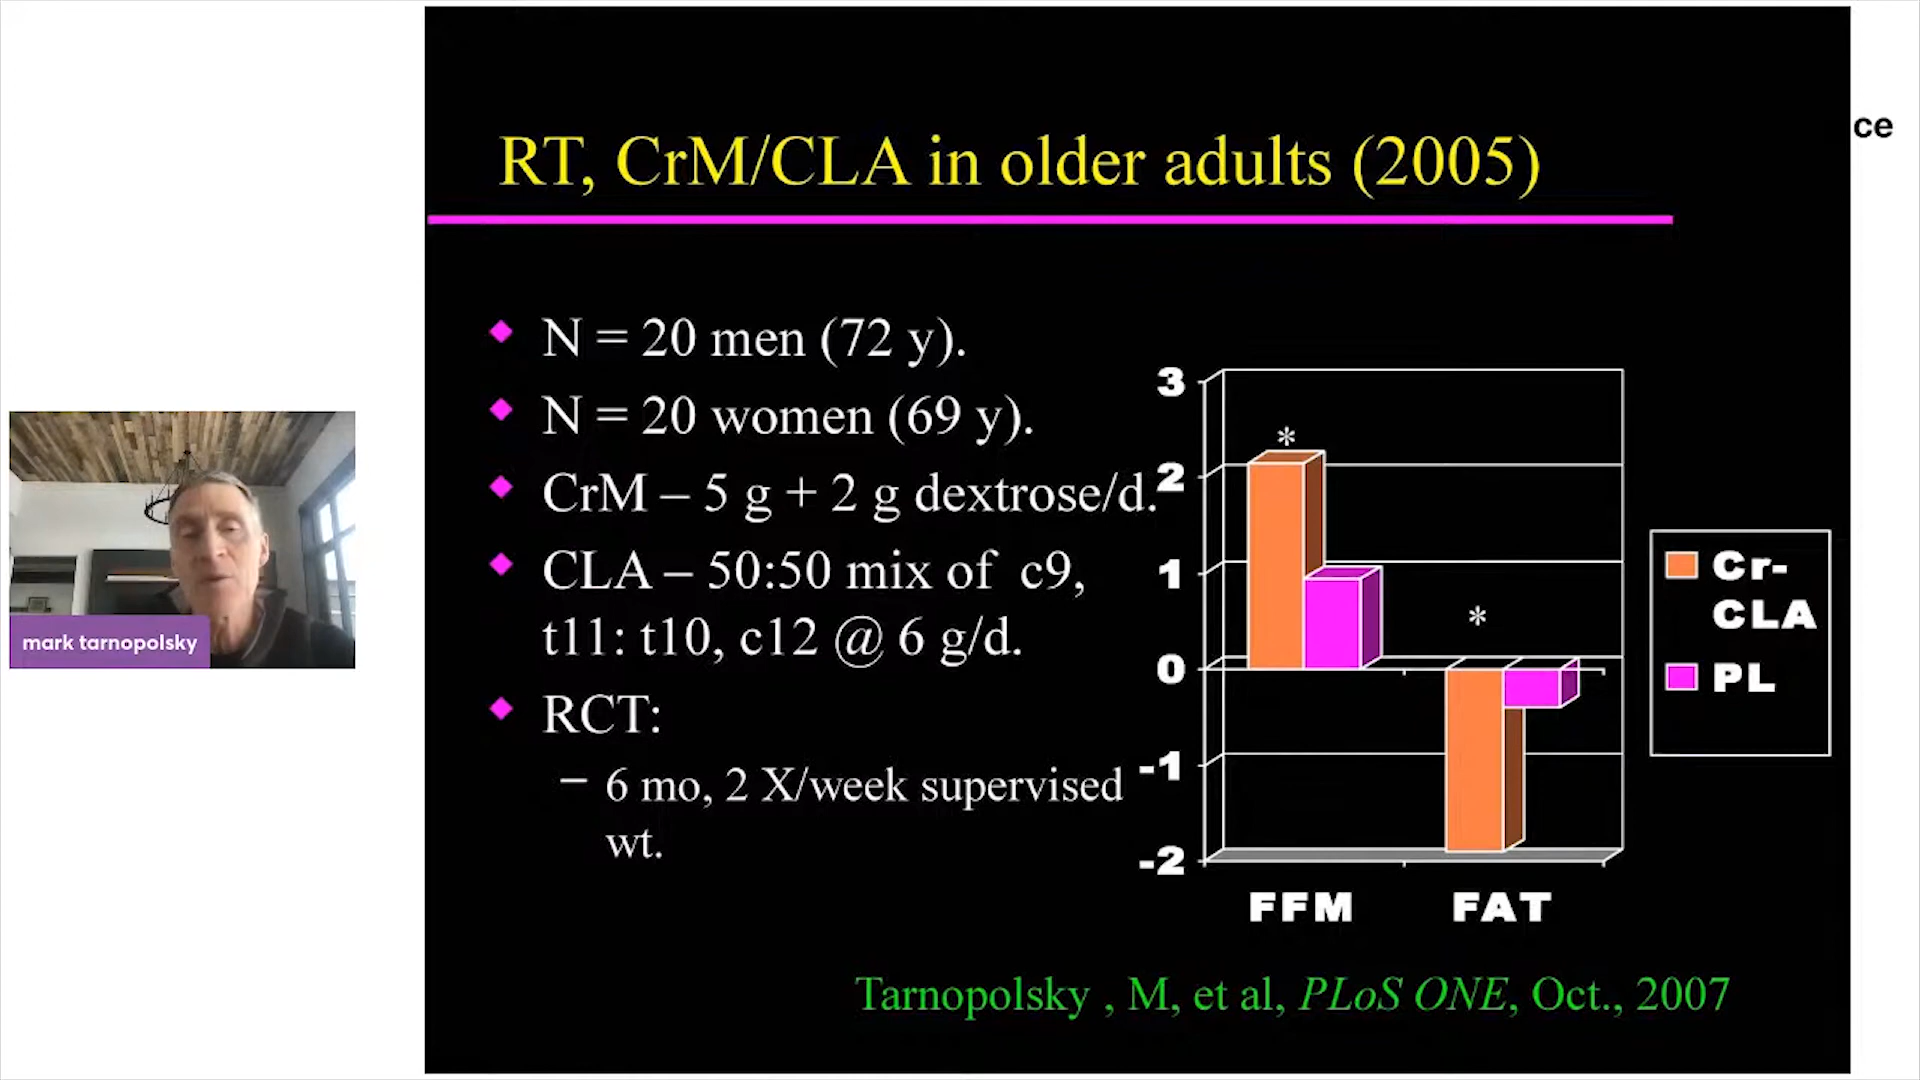 ce
RT, CrM/CLA in older adults (2005)
N = 20 men (72 y).
N = 20 women (69 y).
CrM – 5 g + 2 g dextrose/d.
CLA – 50:50 mix of c9,
t11: t10, c12 @ 6 g/d.
RCT:
– 6 mo, 2 X/week supervised
wt.
3
2
1
0
-1
-2
*
*
FFM FAT
Cr-
CLA
PL
Tarnopolsky , M, et al, PLoS ONE, Oct., 2007
mark tarnopolsky